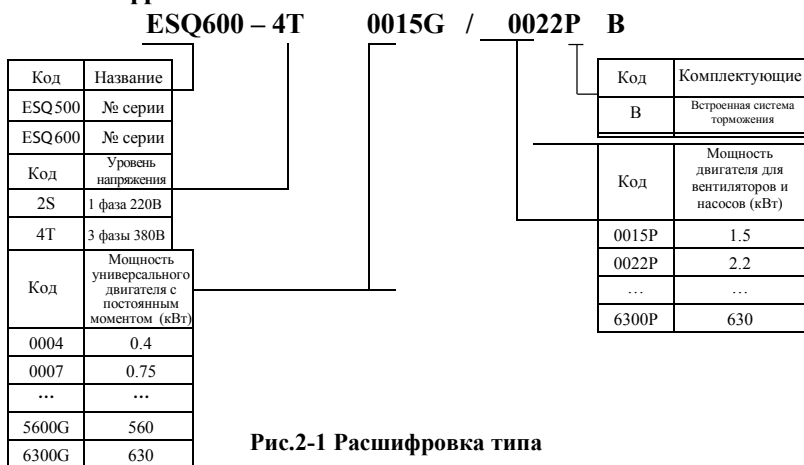 ESQ600 – 4T 0015G / 0022P B
Код Название
ESQ500 № серии
ESQ600 № серии
Код Уровень
напряжения
2S 1 фаза 220В
4T 3 фазы 380В
Код Мощность
универсального
двигателя с
постоянным
моментом (кВт)
0004 0.4
0007 0.75
... ...
5600G 560
6300G 630
Код Комплектующие
В Встроенная система
торможения
Код Мощность
двигателя для
вентиляторов и
насосов (кВт)
0015P 1.5
0022P 2.2
... ...
6300P 630
Рис.2-1 Расшифровка типа